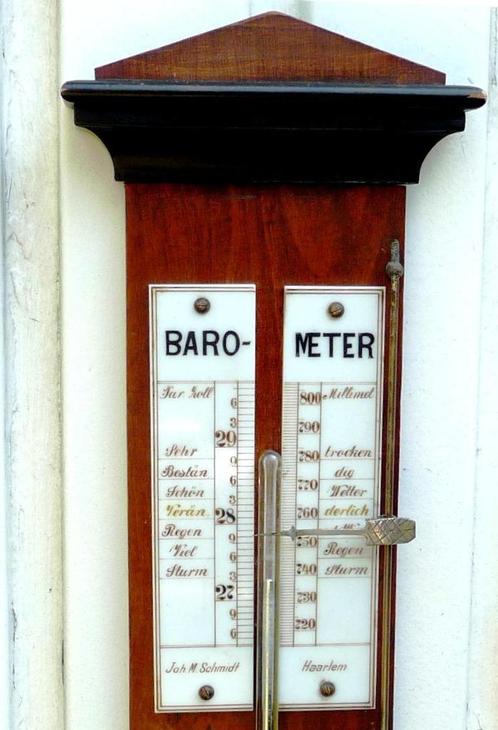 BARO-
METER
Par. Zoll
6
3
29
9
Sehr
6
Bestän
3
Schön
Verän
28
Regen
9
Viel
6
Sturm
3
27
9
6
Joh M. Schmidt
800 Millimet
790
780 trocken
dig
770
Wetter
760 derlich
750
Regen
740 Sturm
730
720
Haarlem